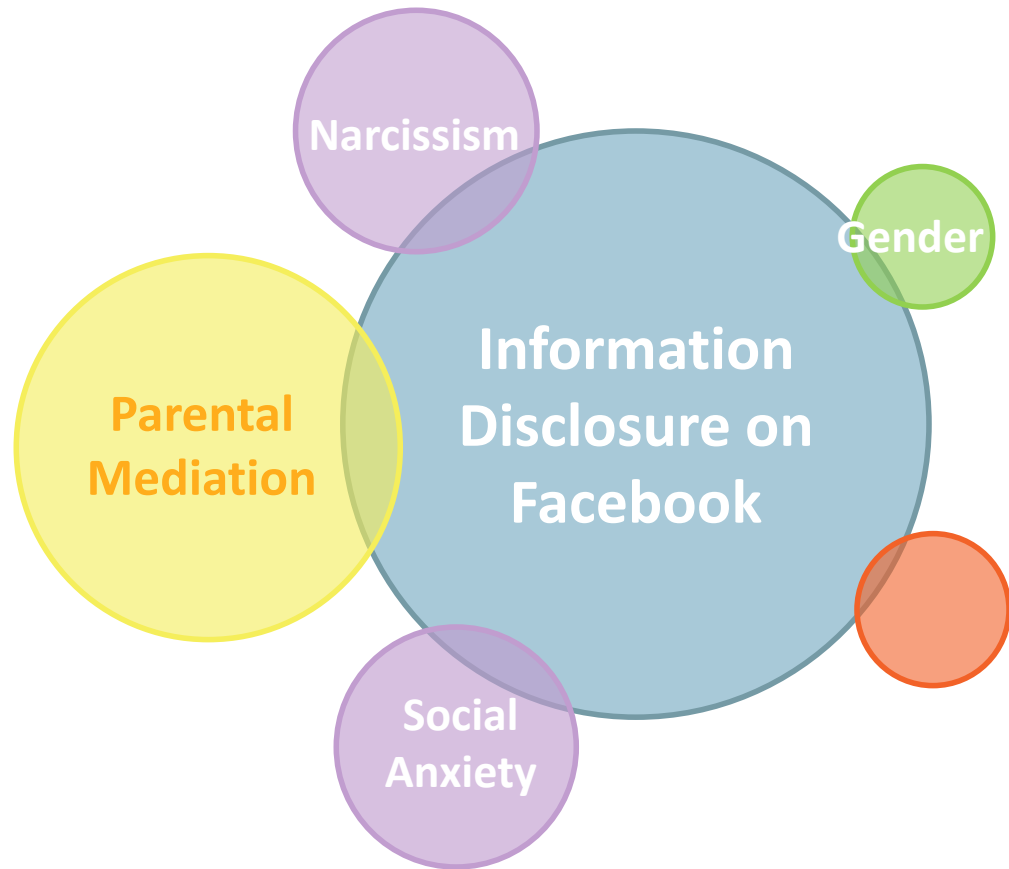 Narcissism
Gender
Information
Disclosure on
Facebook
Parental
Mediation
Social
Anxiety